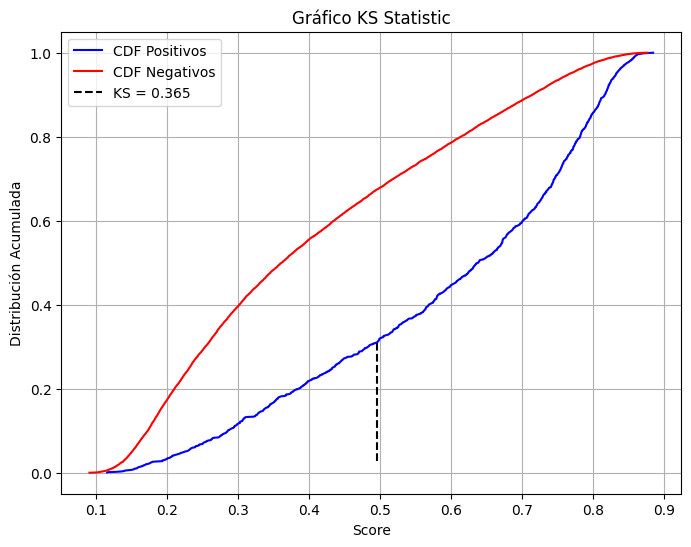 Gráfico KS Statistic
CDF Positivos
CDF Negativos
KS = 0.365
Distribución Acumulada
1.0
0.8
0.6
0.4
0.2
0.0
0.1 0.2 0.3 0.4 0.5 0.6 0.7 0.8 0.9
Score